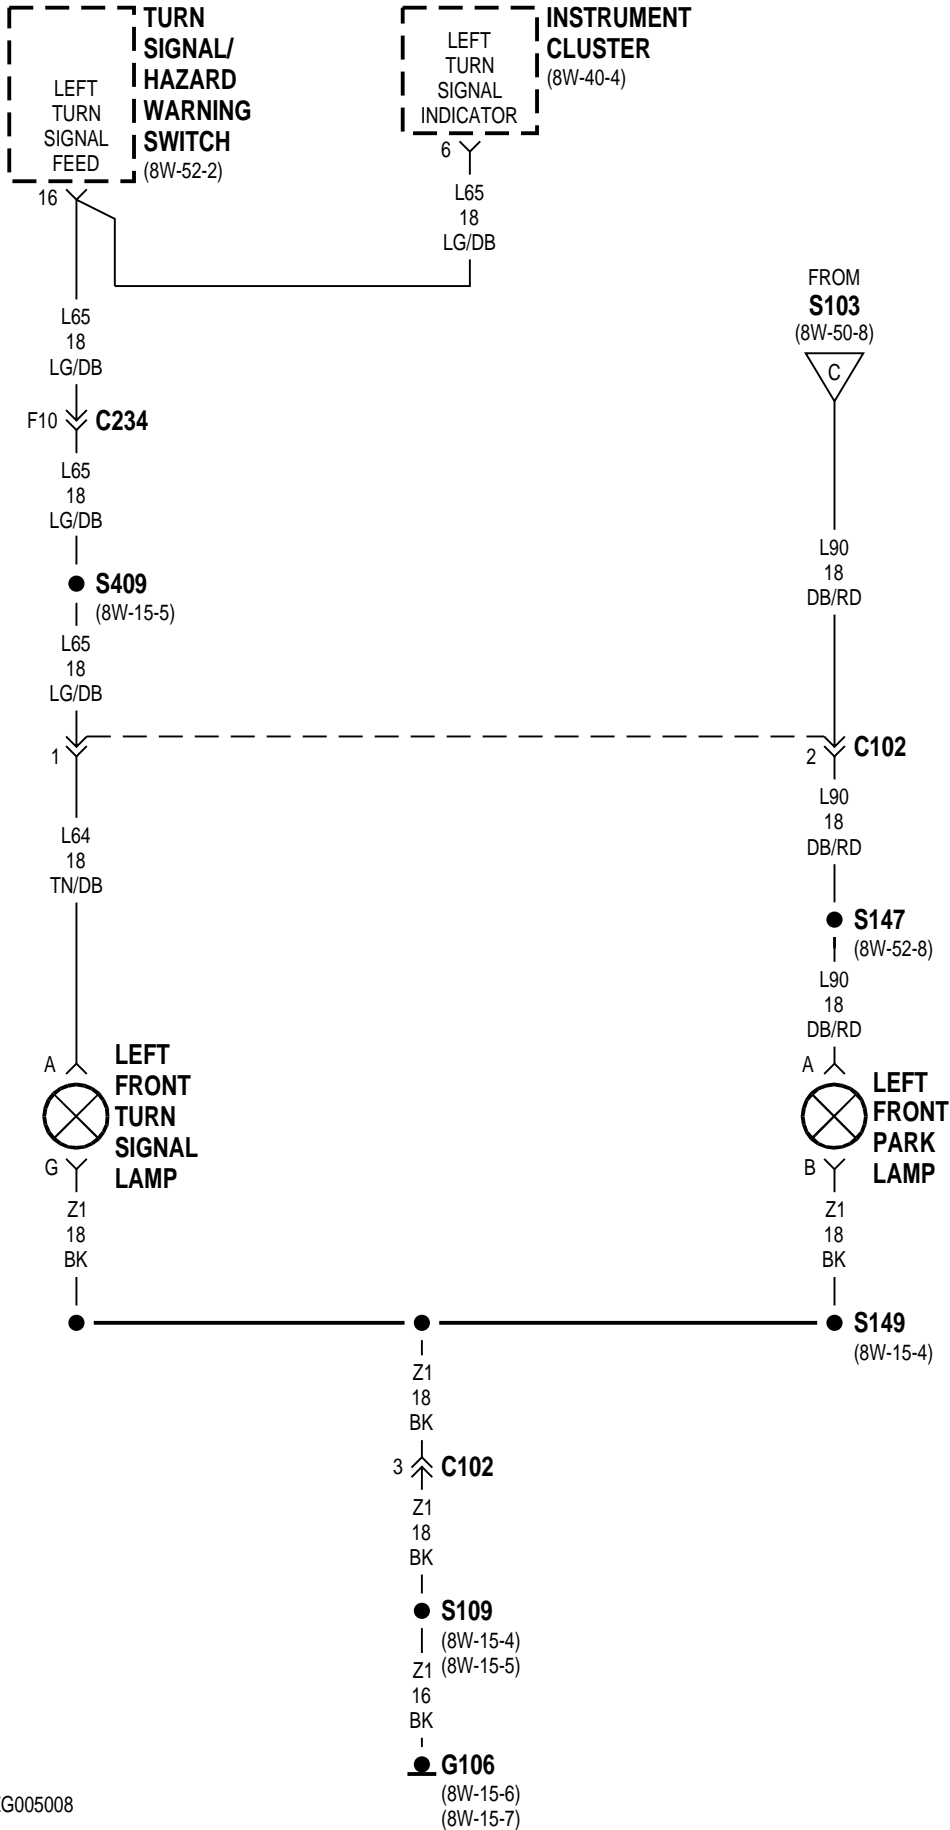 TURN
SIGNAL/
HAZARD
WARNING
SWITCH
(8W-52-2)
LEFT
TURN
SIGNAL
FEED
16
INSTRUMENT
CLUSTER
(8W-40-4)
LEFT
TURN
SIGNAL
INDICATOR
6
L65
18
LG/DB
FROM
S103
(8W-50-8)
C
L65
18
LG/DB
F10 C234
L65
18
LG/DB
S409
(8W-15-5)
L65
18
LG/DB
L90
18
DB/RD
1
2 C102
L64
18
TN/DB
L90
18
DB/RD
S147
(8W-52-8)
L90
18
DB/RD
A
LEFT
FRONT
TURN
SIGNAL
LAMP
G
Z1
18
BK
A
LEFT
FRONT
PARK
LAMP
B
Z1
18
BK
S149
(8W-15-4)
Z1
18
BK
3 C102
Z1
18
BK
S109
(8W-15-4)
(8W-15-5)
Z1
16
BK
G106
(8W-15-6)
(8W-15-7)
G005008